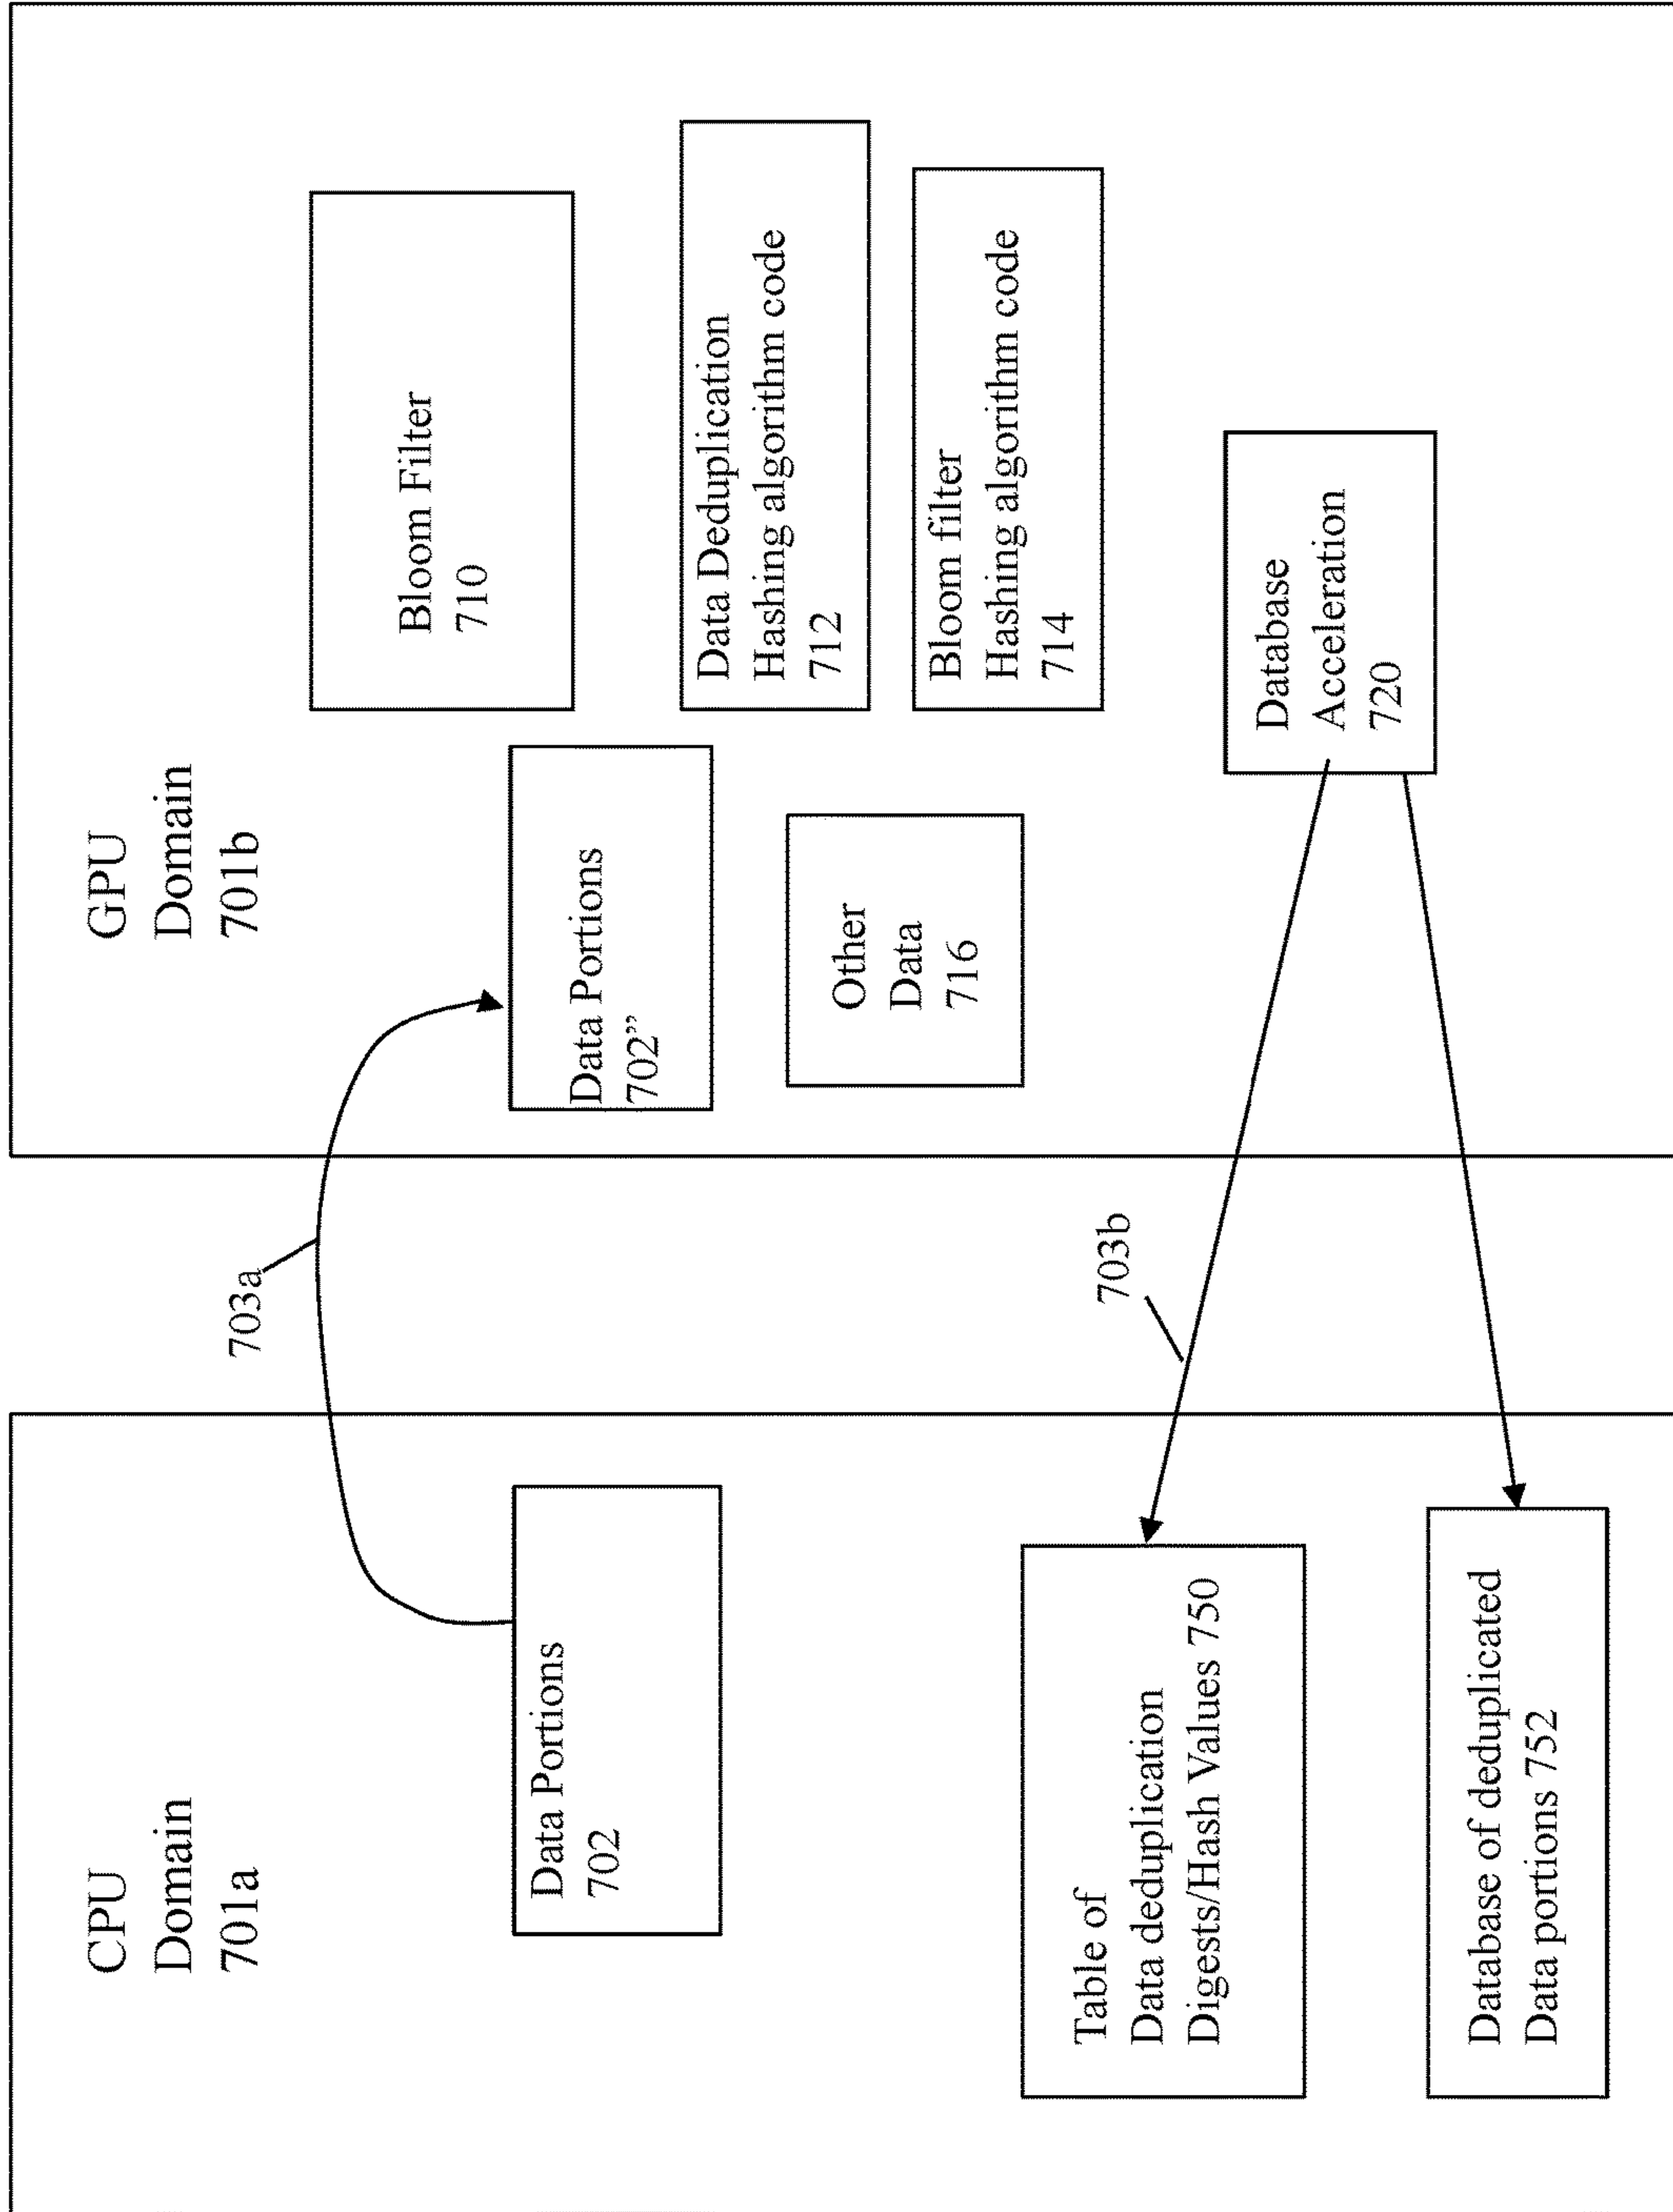 CPU
Domain
701a
Data Portions
702
Table of
Data deduplication
Digests/Hash Values 750
Database of deduplicated
Data portions 752
703a
703b
GPU
Domain
701b
Data Portions
702”
Other
Data
716
Bloom Filter
710
Data Deduplication
Hashing algorithm code
712
Bloom filter
Hashing algorithm code
714
Database
Acceleration
720